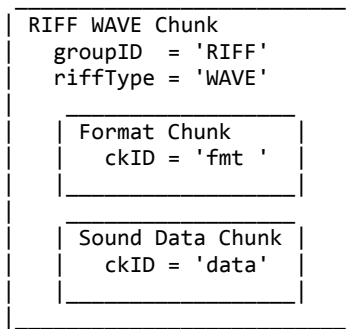 RIFF WAVE Chunk
groupID = 'RIFF'
riffType = 'WAVE'
Format Chunk
ckID = 'fmt '
Sound Data Chunk
ckID = 'data'